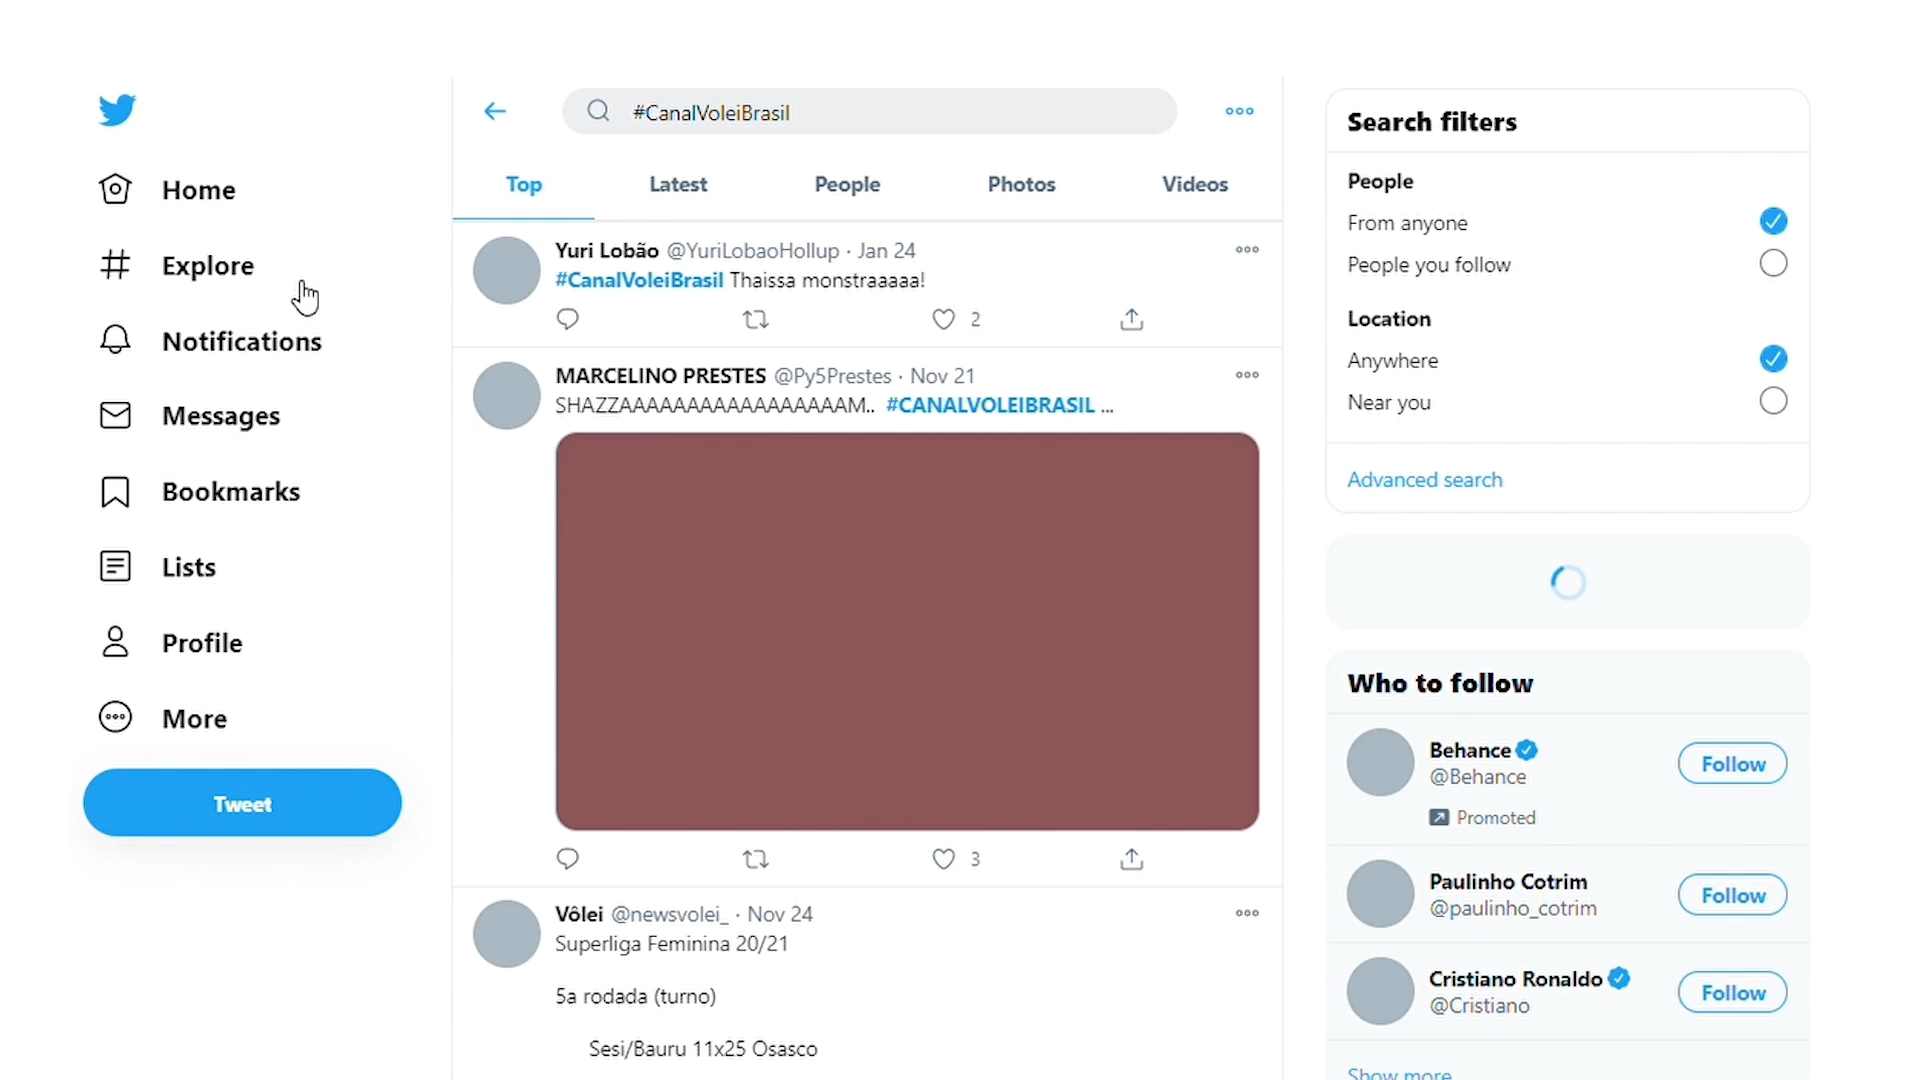 Home
Explore
Notifications
Messages
Bookmarks
Lists
Profile
More
Tweet
#CanalVoleiBrasil
Top Latest People Photos Videos
Yuri Lobão @YuriLobaoHollup · Jan 24
#CanalVoleiBrasil Thaissa monstraaaaa!
2
MARCELINO PRESTES @Py5Prestes · Nov 21
SHAZZAAAAAAAAAAAAAAAAAM.. #CANALVOLEIBRASIL ...
3
Vôlei @newsvolei_ · Nov 24
Superliga Feminina 20/21
5a rodada (turno)
Sesi/Bauru 11x25 Osasco
Search filters
People
From anyone
People you follow
Location
Anywhere
Near you
Advanced search
Who to follow
Behance
@Behance
Follow
Promoted
Paulinho Cotrim
@paulinho_cotrim
Follow
Cristiano Ronaldo
@Cristiano
Follow
Show more